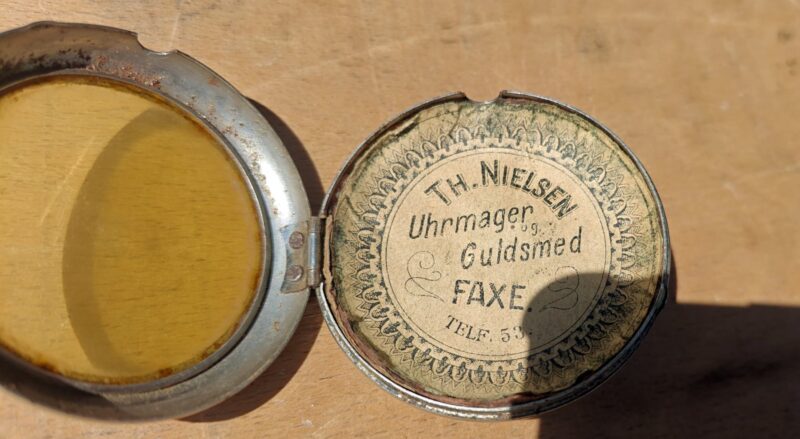 TH. NIELSEN
Uhrmager og
Guldsmed
FAXE.
TELF. 53.